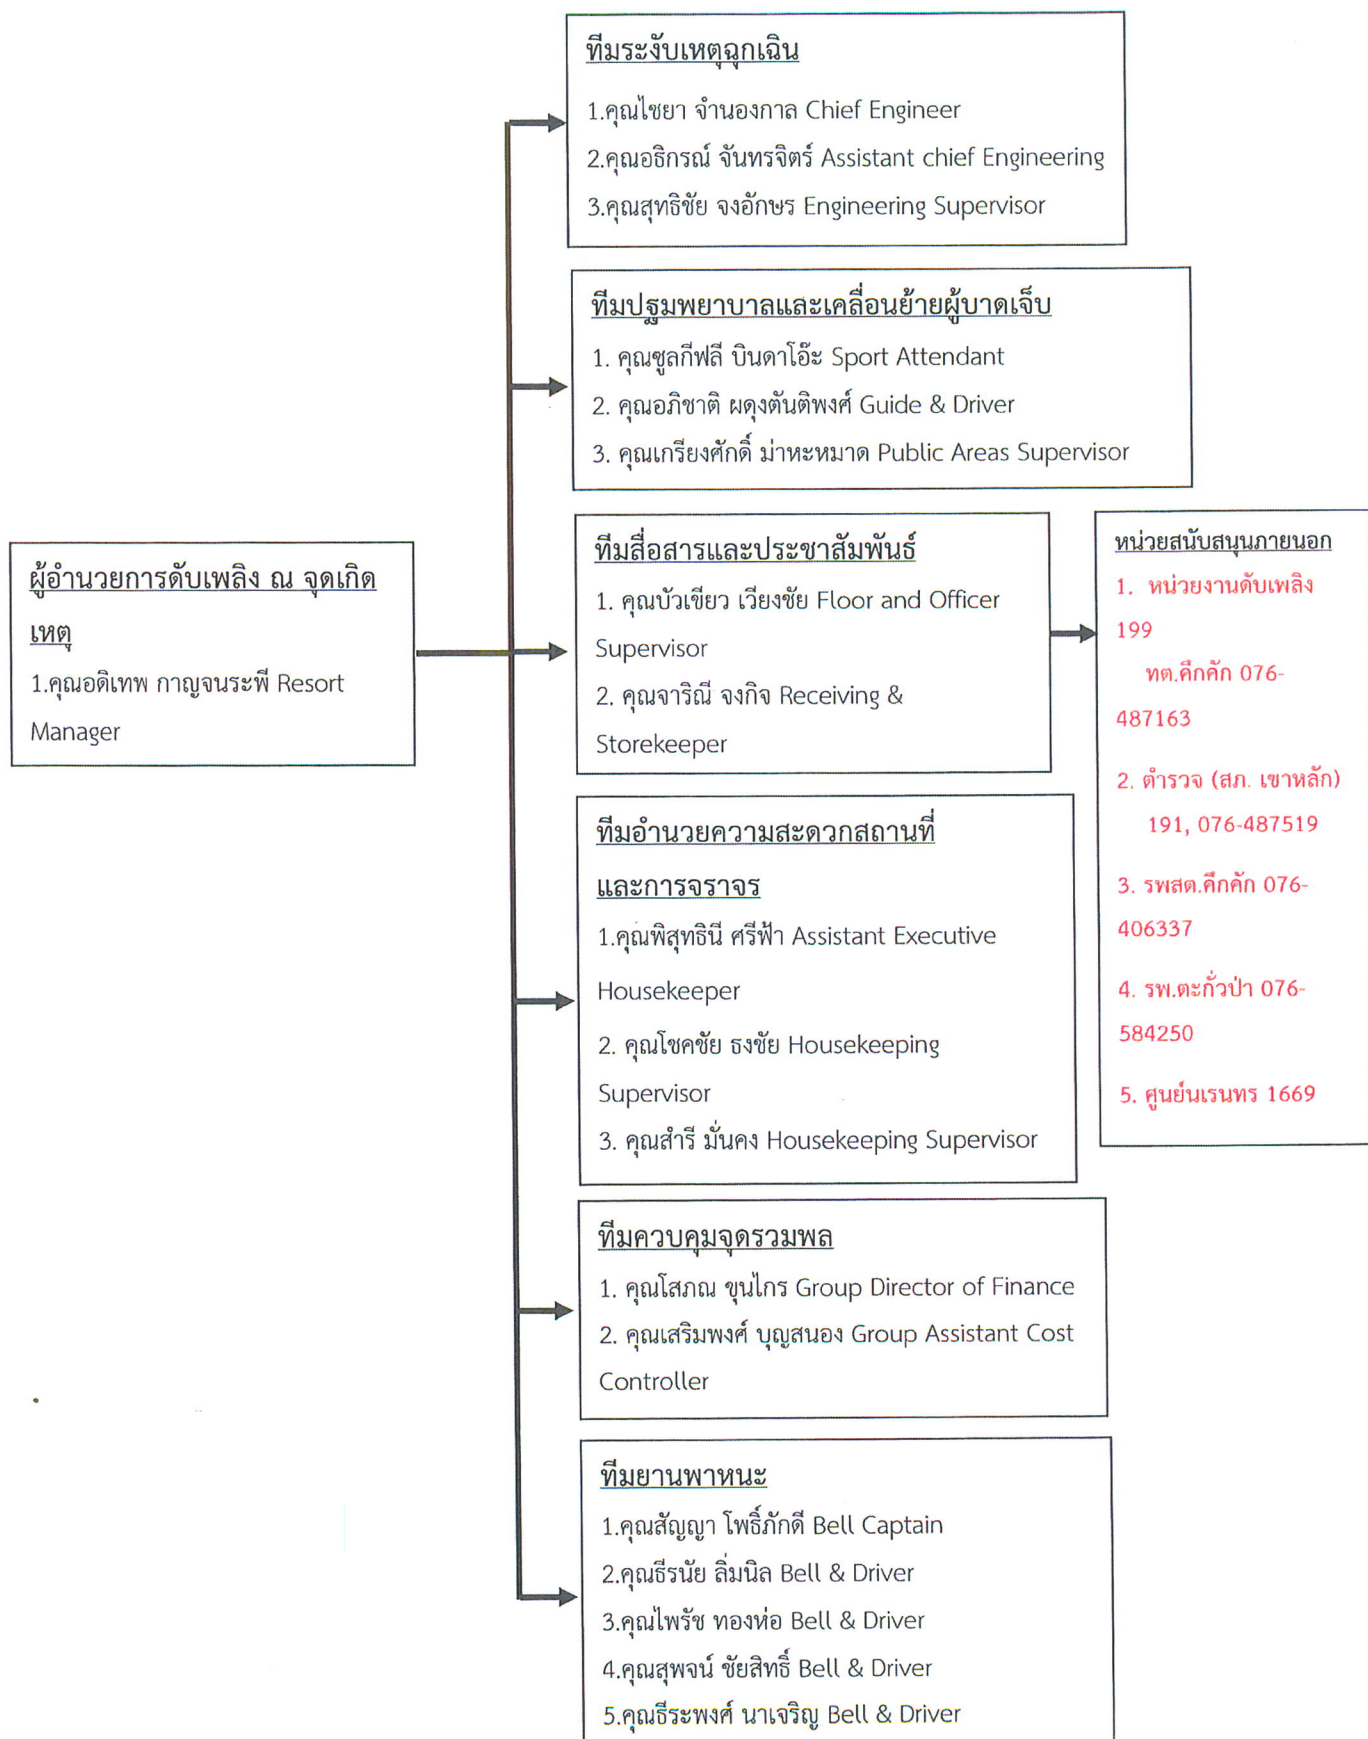 ทีมระงับเหตุฉุกเฉิน
1.คุณไชยา จำนองกาล Chief Engineer
2.คุณอธิกรณ์ จันทรจิตร์ Assistant chief Engineering
3.คุณสุทธิชัย จงอักษร Engineering Supervisor
ทีมปฐมพยาบาลและเคลื่อนย้ายผู้บาดเจ็บ
1. คุณซูลกีฟลี บินดาโอ๊ะ Sport Attendant
2. คุณอภิชาติ ผดุงตันติพงศ์ Guide & Driver
3. คุณเกรียงศักดิ์ ม่าหะหมาด Public Areas Supervisor
ผู้อำนวยการดับเพลิง ณ จุดเกิด
เหตุ
1.คุณอดิเทพ กาญจนระพี Resort
Manager
ทีมสื่อสารและประชาสัมพันธ์
1. คุณบัวเขียว เวียงชัย Floor and Officer
Supervisor
2. คุณจาริณี จงกิจ Receiving &
Storekeeper
หน่วยสนับสนุนภายนอก
1. หน่วยงานดับเพลิง
199
ทต.คึกคัก 076-
487163
2. ตำรวจ (สภ. เขาหลัก)
191, 076-487519
3. รพสต.คึกคัก 076-
406337
4. รพ.ตะกั่วป่า 076-
584250
5. ศูนย์นเรนทร 1669
ทีมอำนวยความสะดวกสถานที่
และการจราจร
1.คุณพิสุทธินี ศรีฟ้า Assistant Executive
Housekeeper
2. คุณโชคชัย ธงชัย Housekeeping
Supervisor
3. คุณสำรี มั่นคง Housekeeping Supervisor
ทีมควบคุมจุดรวมพล
1. คุณโสภณ ขุนไกร Group Director of Finance
2. คุณเสริมพงศ์ บุญสนอง Group Assistant Cost
Controller
ทีมยานพาหนะ
1.คุณสัญญา โพธิ์ภักดี Bell Captain
2.คุณธีรนัย ลิ่มนิล Bell & Driver
3.คุณไพรัช ทองห่อ Bell & Driver
4.คุณสุพจน์ ชัยสิทธิ์ Bell & Driver
5.คุณธีระพงศ์ นาเจริญ Bell & Driver